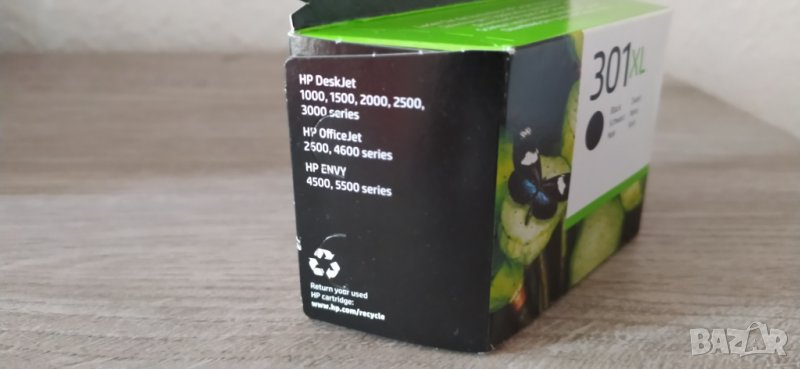 HP DeskJet
1000, 1500, 2000, 2500,
3000 series
HP OfficeJet
2600, 4600 series
HP ENVY
4500, 5500 series
Return your used
HP cartridge:
www.hp.com/recycle
301XL
Black
BAZAR